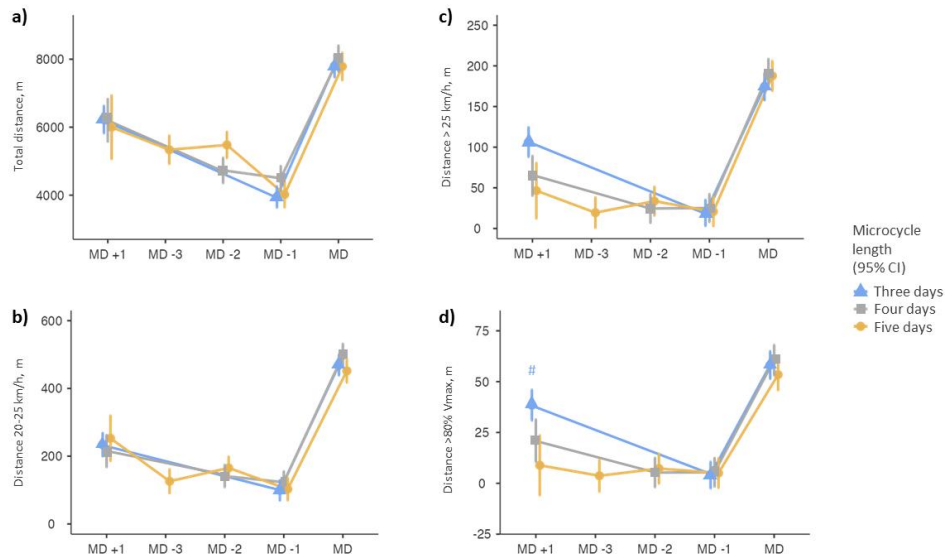 a)
Total distance, m
8000
6000
4000
MD +1 MD -3 MD -2 MD -1 MD
c)
Distance > 25 km/h, m
250
200
150
100
50
0
MD +1 MD -3 MD -2 MD -1 MD
b)
Distance 20-25 km/h, m
600
400
200
0
MD +1 MD -3 MD -2 MD -1 MD
d)
Distance >80% Vmax, m
75
50
25
0
-25
#
MD +1 MD -3 MD -2 MD -1 MD
Microcycle
length
(95% CI)
Three days
Four days
Five days